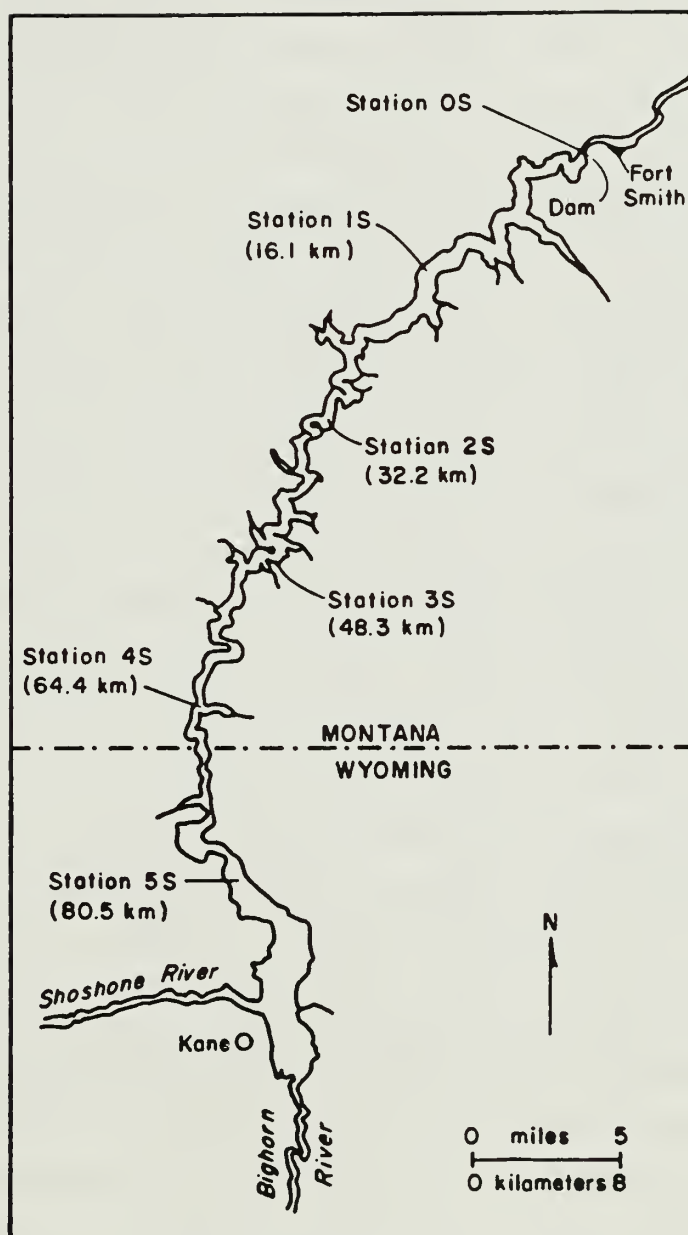 Station 0S
Fort
Smith
Dam
Station 1S
(16.1 km)
Station 2S
(32.2 km)
Station 3S
(48.3 km)
Station 4S
(64.4 km)
MONTANA
WYOMING
Station 5S
(80.5 km)
N
Shoshone River
Kane
Bighorn
River
0 miles 5
0 kilometers 8